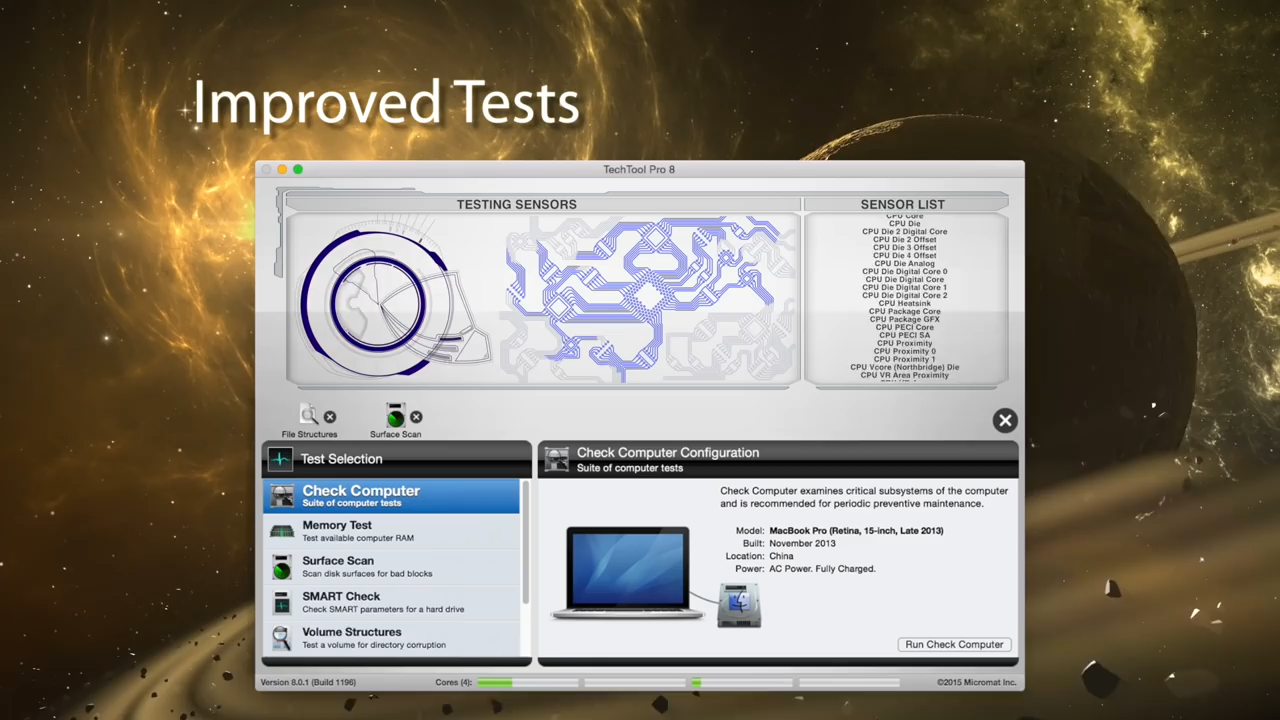 Improved Tests
TechTool Pro 8
TESTING SENSORS
SENSOR LIST
CPU Core
CPU Die
CPU Die 2 Digital Core
CPU Die 2 Offset
CPU Die 3 Offset
CPU Die 4 Offset
CPU Die Analog
CPU Die Digital Core 0
CPU Die Digital Core
CPU Die Digital Core 1
CPU Die Digital Core 2
CPU Heatsink
CPU Package Core
CPU Package GFX
CPU PECI Core
CPU PECI SA
CPU Proximity
CPU Proximity 0
CPU Proximity 1
CPU Vcore (Northbridge) Die
CPU VR Area Proximity
File Structures
Surface Scan
Test Selection
Check Computer
Suite of computer tests
Memory Test
Test available computer RAM
Surface Scan
Scan disk surfaces for bad blocks
SMART Check
Check SMART parameters for a hard drive
Volume Structures
Test a volume for directory corruption
Check Computer Configuration
Suite of computer tests
Check Computer examines critical subsystems of the computer
and is recommended for periodic preventive maintenance.
Model: MacBook Pro (Retina, 15-inch, Late 2013)
Built: November 2013
Location: China
Power: AC Power. Fully Charged.
Run Check Computer
Version 8.0.1 (Build 1196)
Cores (4):
©2015 Micromat Inc.